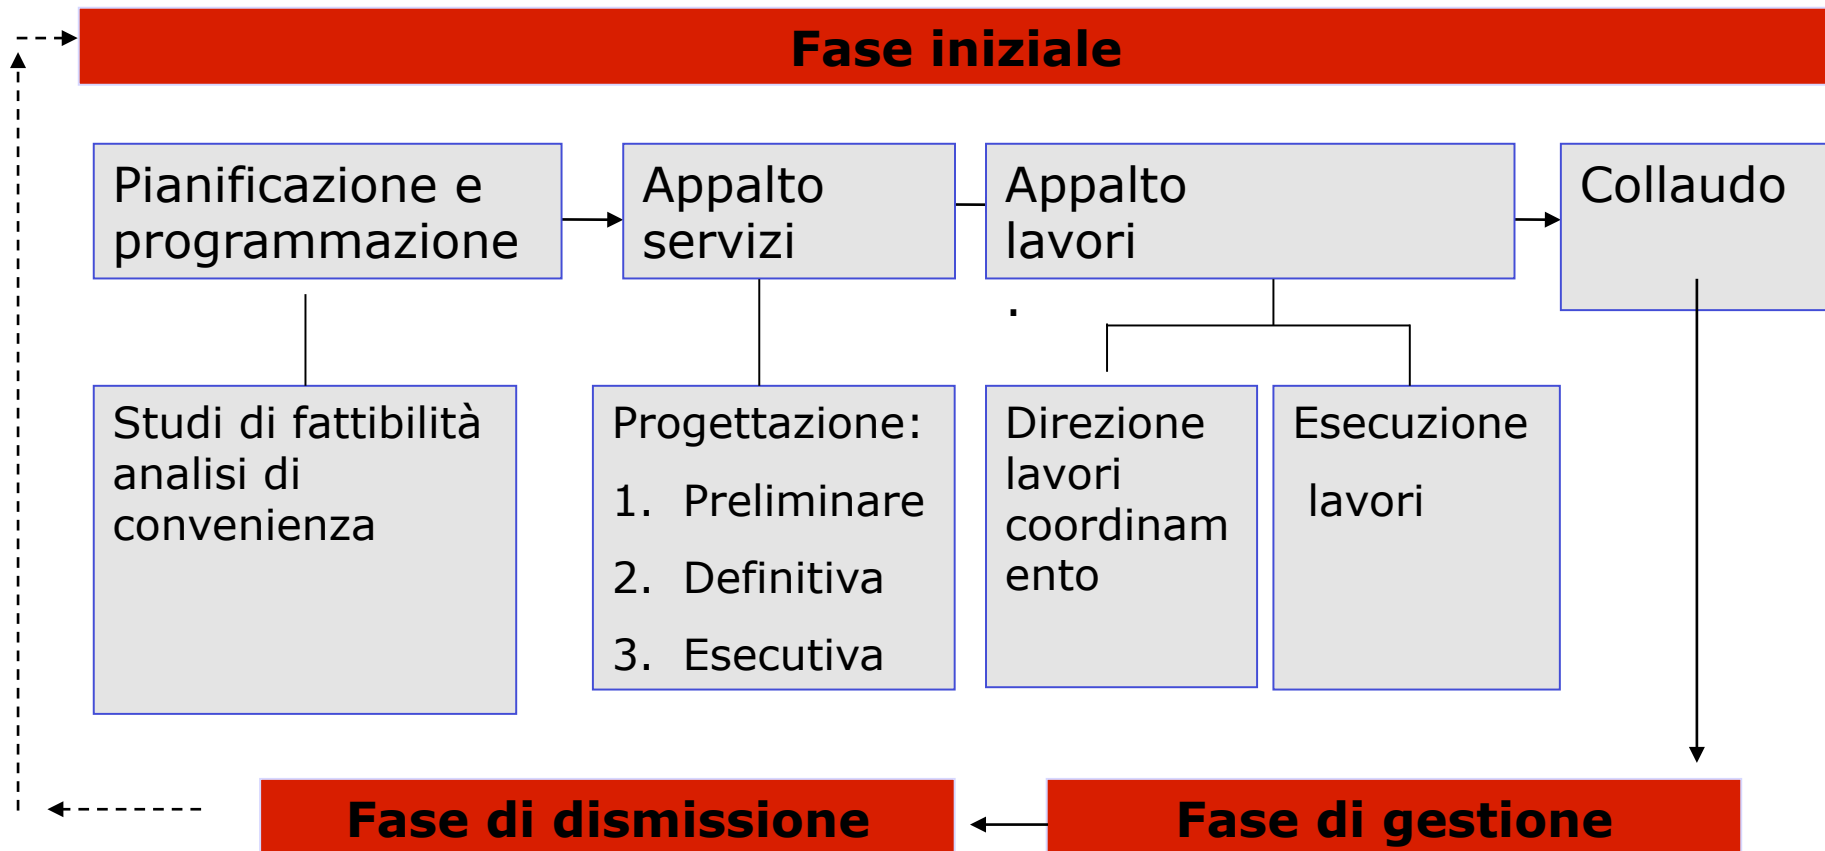 Fase iniziale
Pianificazione e
programmazione
Appalto
servizi
Appalto
lavori
.
Collaudo
Studi di fattibilità
analisi di
convenienza
Progettazione:
1. Preliminare
2. Definitiva
3. Esecutiva
Direzione
lavori
coordinam
ento
Esecuzione
lavori
Fase di dismissione
Fase di gestione